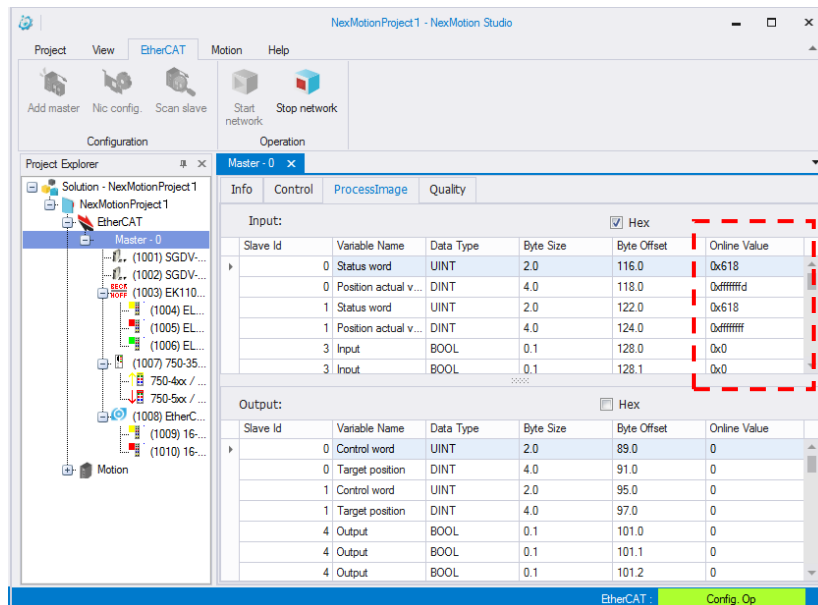 NexMotionProject1 - NexMotion Studio
Project View EtherCAT Motion Help
Add master Nic config. Scan slave Start network Stop network
Configuration Operation
Project Explorer
Master - 0
Solution - NexMotionProject1
NexMotionProject1
EtherCAT
Master - 0
(1001) SGDV-...
(1002) SGDV-...
BECKHOFF (1003) EK110...
(1004) EL...
(1005) EL...
(1006) EL...
(1007) 750-35...
750-4xx / ...
750-5xx / ...
(1008) EtherC...
(1009) 16-...
(1010) 16-...
Motion
Info Control ProcessImage Quality
Input: Hex
Slave Id Variable Name Data Type Byte Size Byte Offset Online Value
0 Status word UINT 2.0 116.0 0x618
0 Position actual v... DINT 4.0 118.0 0xfffffffd
1 Status word UINT 2.0 122.0 0x618
1 Position actual v... DINT 4.0 124.0 0xffffffff
3 Input BOOL 0.1 128.0 0x0
3 Input BOOL 0.1 128.1 0x0
Output: Hex
Slave Id Variable Name Data Type Byte Size Byte Offset Online Value
0 Control word UINT 2.0 89.0 0
0 Target position DINT 4.0 91.0 0
1 Control word UINT 2.0 95.0 0
1 Target position DINT 4.0 97.0 0
4 Output BOOL 0.1 101.0 0
4 Output BOOL 0.1 101.1 0
4 Output BOOL 0.1 101.2 0
EtherCAT : Config. Op